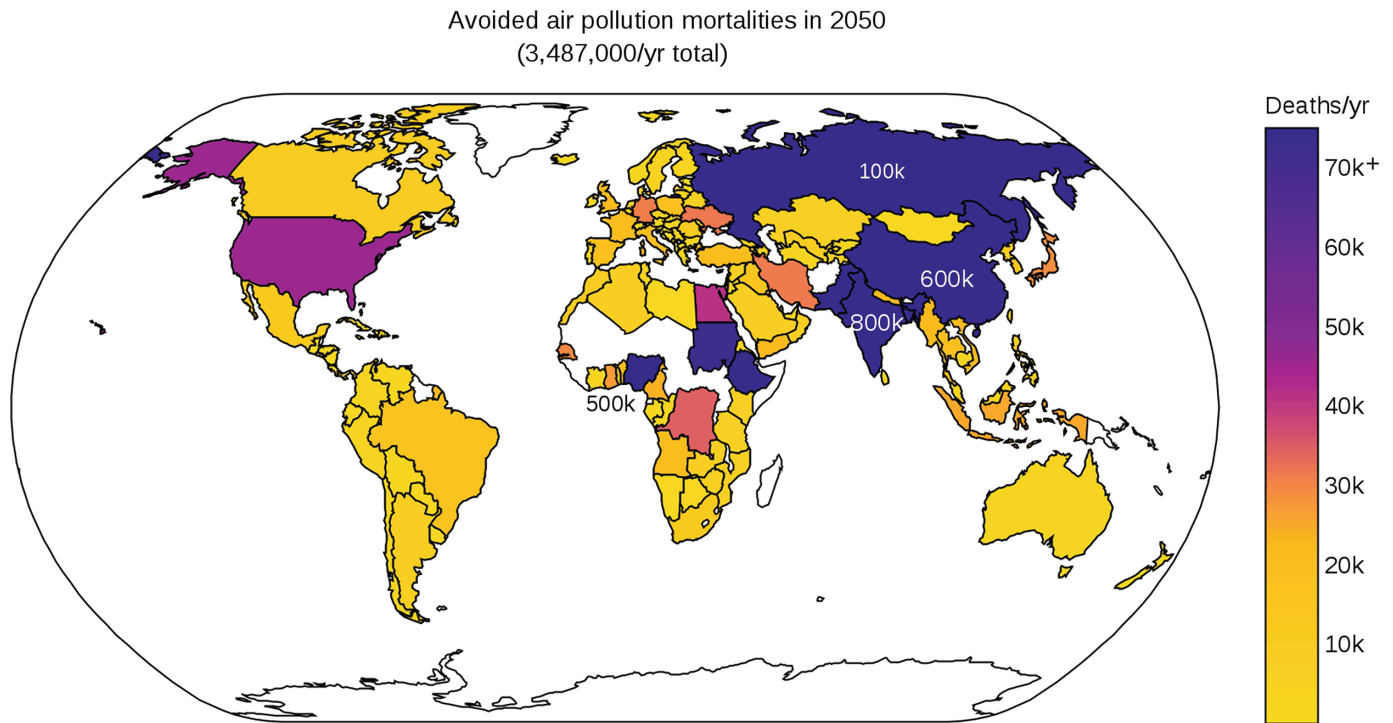 Avoided air pollution mortalities in 2050
(3,487,000/yr total)
Deaths/yr
70k+
60k
50k
40k
30k
20k
10k
100k
600k
800k
500k